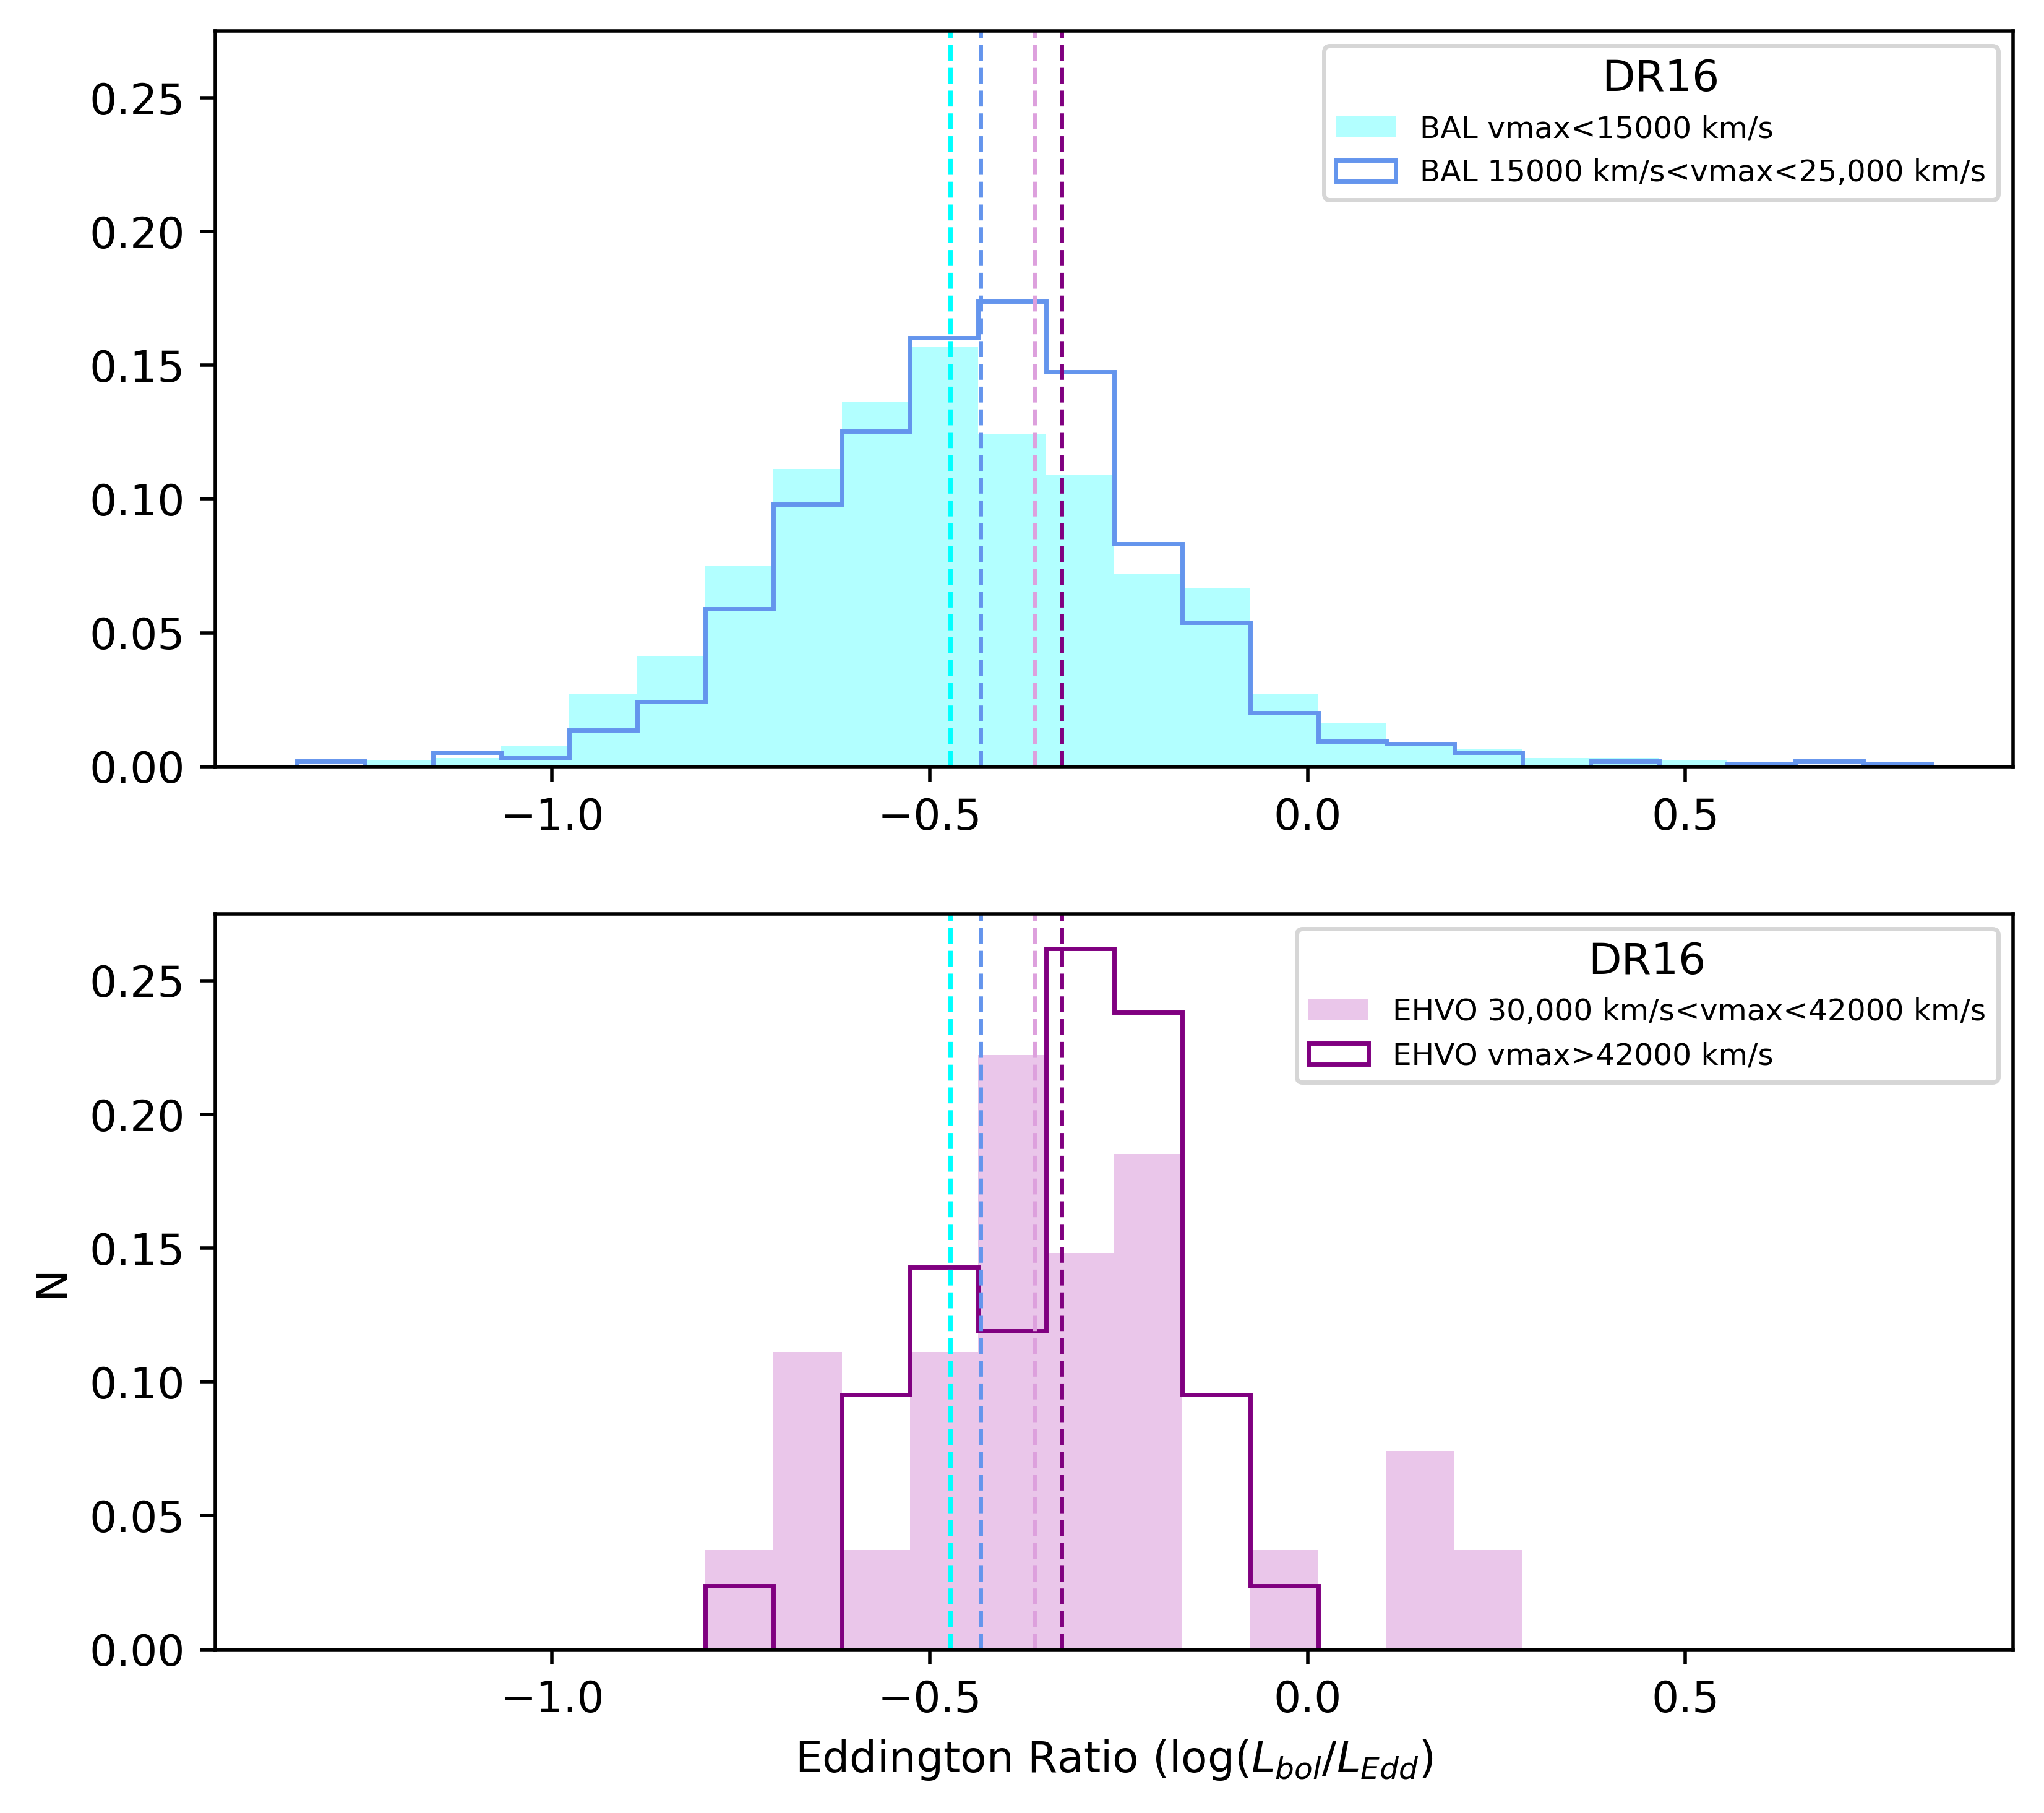 DR16
BAL vmax<15000 km/s
BAL 15000 km/s<vmax<25,000 km/s
0.25
0.20
0.15
0.10
0.05
0.00
−1.0 −0.5 0.0 0.5
DR16
EHVO 30,000 km/s<vmax<42000 km/s
EHVO vmax>42000 km/s
0.25
0.20
0.15
0.10
0.05
0.00
N
−1.0 −0.5 0.0 0.5
Eddington Ratio (log(L_bol/L_Edd)